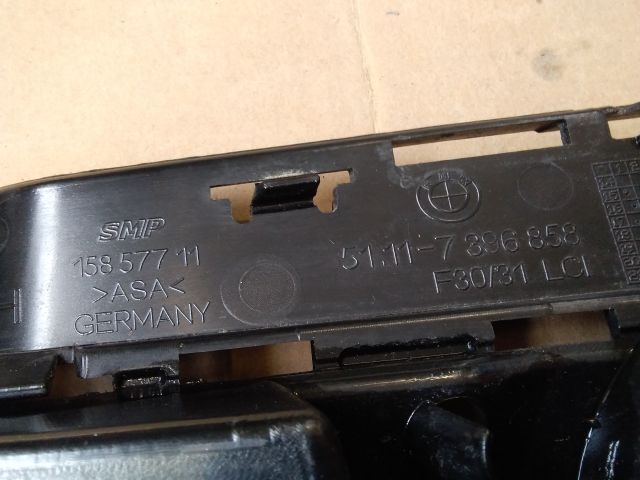 SMP
158 577 11
>ASA<
GERMANY
51.11-7 396 858
F30/31 LCI